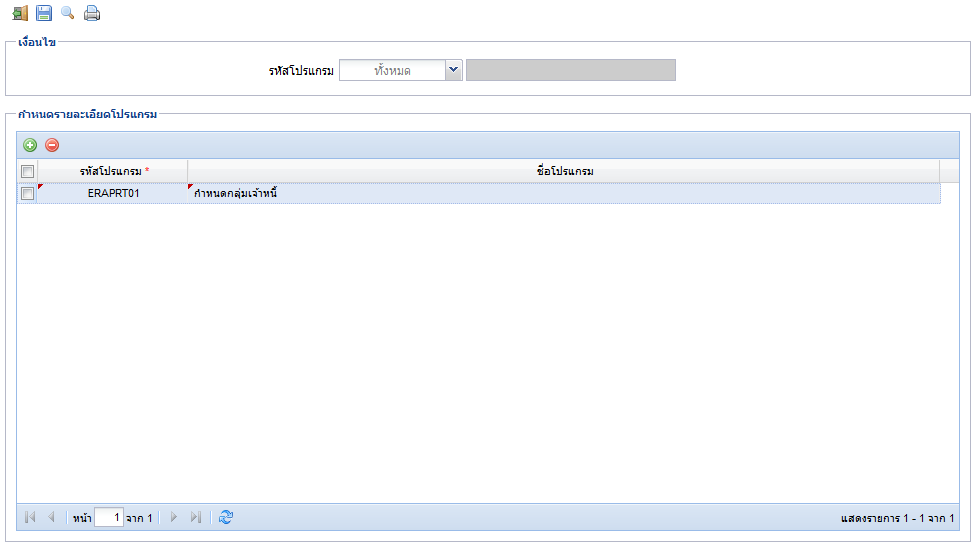 เงื่อนไข
รหัสโปรแกรม ทั้งหมด
กำหนดรายละเอียดโปรแกรม
รหัสโปรแกรม * ชื่อโปรแกรม
ERAPRT01 กำหนดกลุ่มเจ้าหนี้
หน้า 1 จาก 1 แสดงรายการ 1 - 1 จาก 1